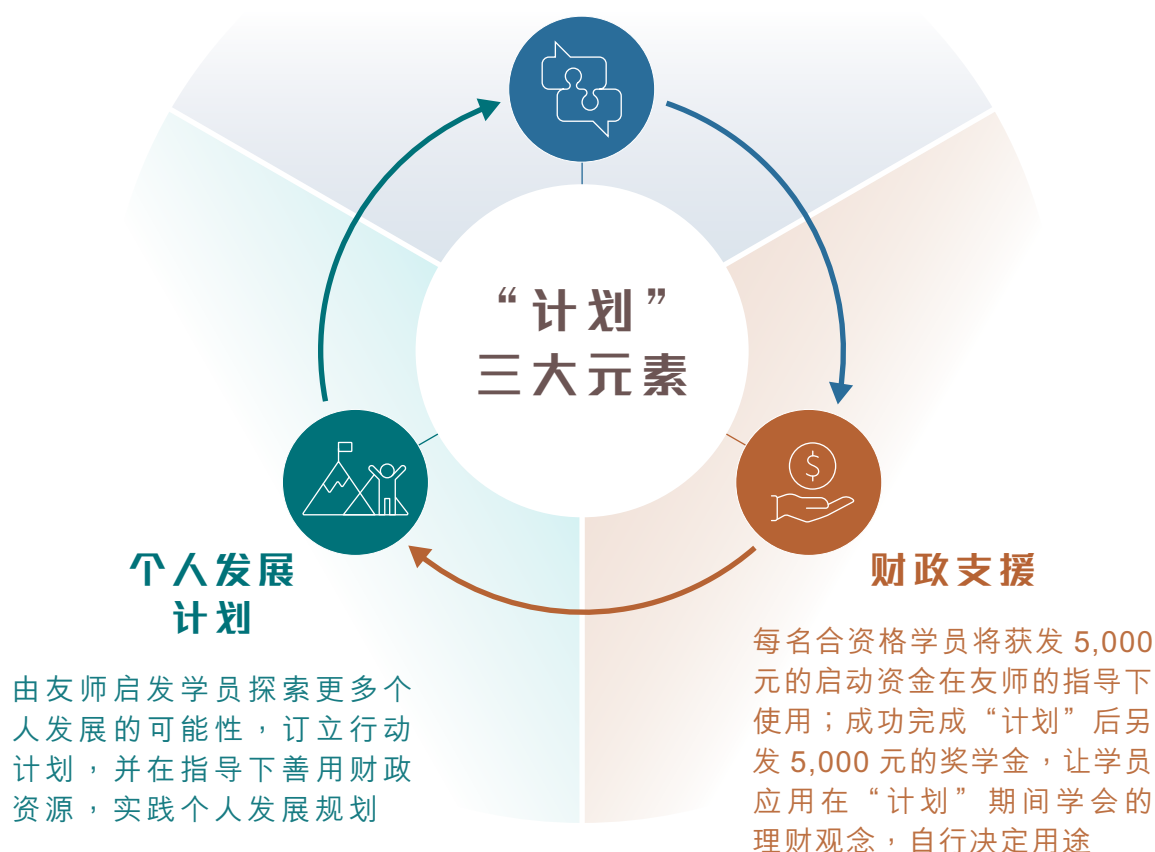 “计划”
三大元素
个人发展
计划
由友师启发学员探索更多个
人发展的可能性，订立行动
计划，并在指导下善用财政
资源，实践个人发展规划
财政支援
每名合资格学员将获发 5,000
元的启动资金在友师的指导下
使用；成功完成“计划”后另
发 5,000 元的奖学金，让学员
应用在“计划”期间学会的
理财观念，自行决定用途